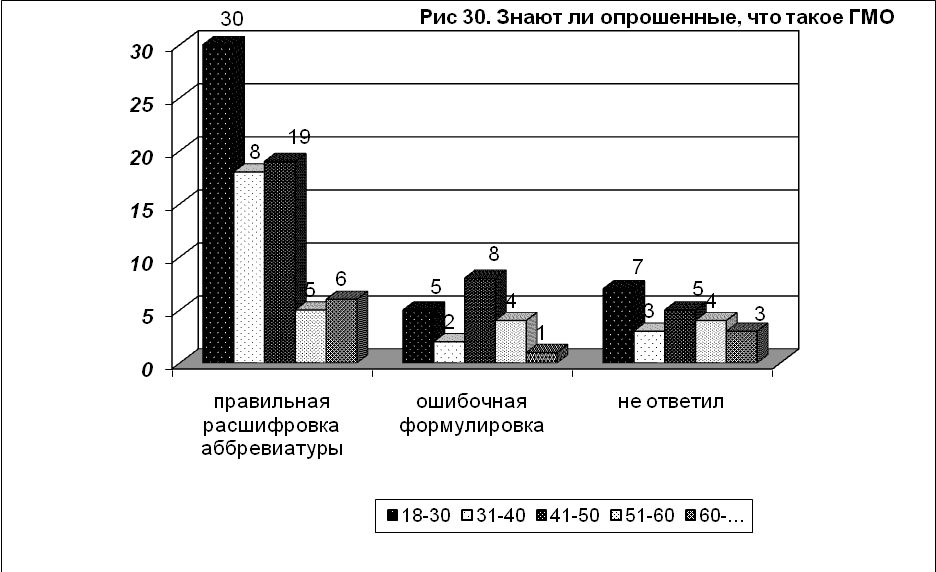 Рис 30. Знают ли опрошенные, что такое ГМО
30
25
20
15
10
5
0
30
8
19
5
6
5
2
8
4
1
7
3
5
4
3
правильная
расшифровка
аббревиатуры
ошибочная
формулировка
не ответил
18-30 31-40 41-50 51-60 60-...